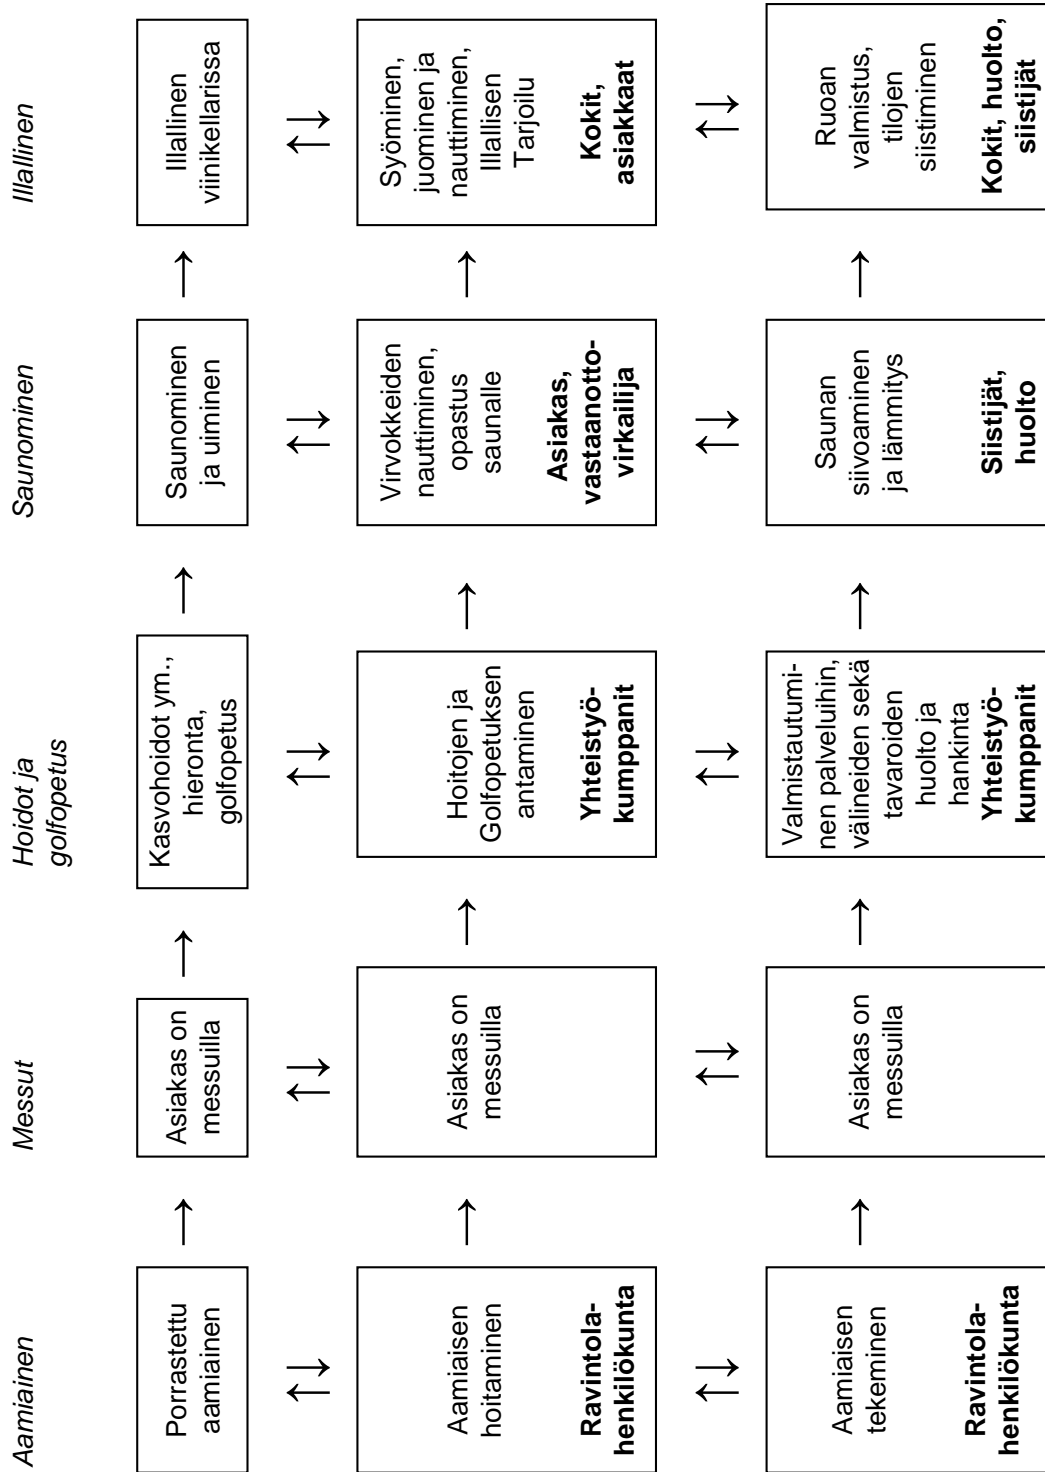 Aamiainen
Messut
Hoidot ja
golfopetus
Saunominen
Illallinen
Porrastettu
aamiainen
Asiakas on
messuilla
Kasvohoidot ym.,
hieronta,
golfopetus
Saunominen
ja uiminen
Illallinen
viinikellarissa
Aamiaisen
hoitaminen
Ravintola-
henkilökunta
Asiakas on
messuilla
Hoitojen ja
Golfopetuksen
antaminen
Yhteistyö-
kumppanit
Virvokkeiden
nauttiminen,
opastus
saunalle
Asiakas,
vastaanotto-
virkailija
Syöminen,
juominen ja
nauttiminen,
Illallisen
Tarjoilu
Kokit,
asiakkaat
Aamiaisen
tekeminen
Ravintola-
henkilökunta
Asiakas on
messuilla
Valmistautumi-
nen palveluihin,
välineiden sekä
tavaroiden
huolto ja
hankinta
Yhteistyö-
kumppanit
Saunan
siivoaminen
ja lämmitys
Siistijät,
huolto
Ruoan
valmistus,
tilojen
siistiminen
Kokit, huolto,
siistijät